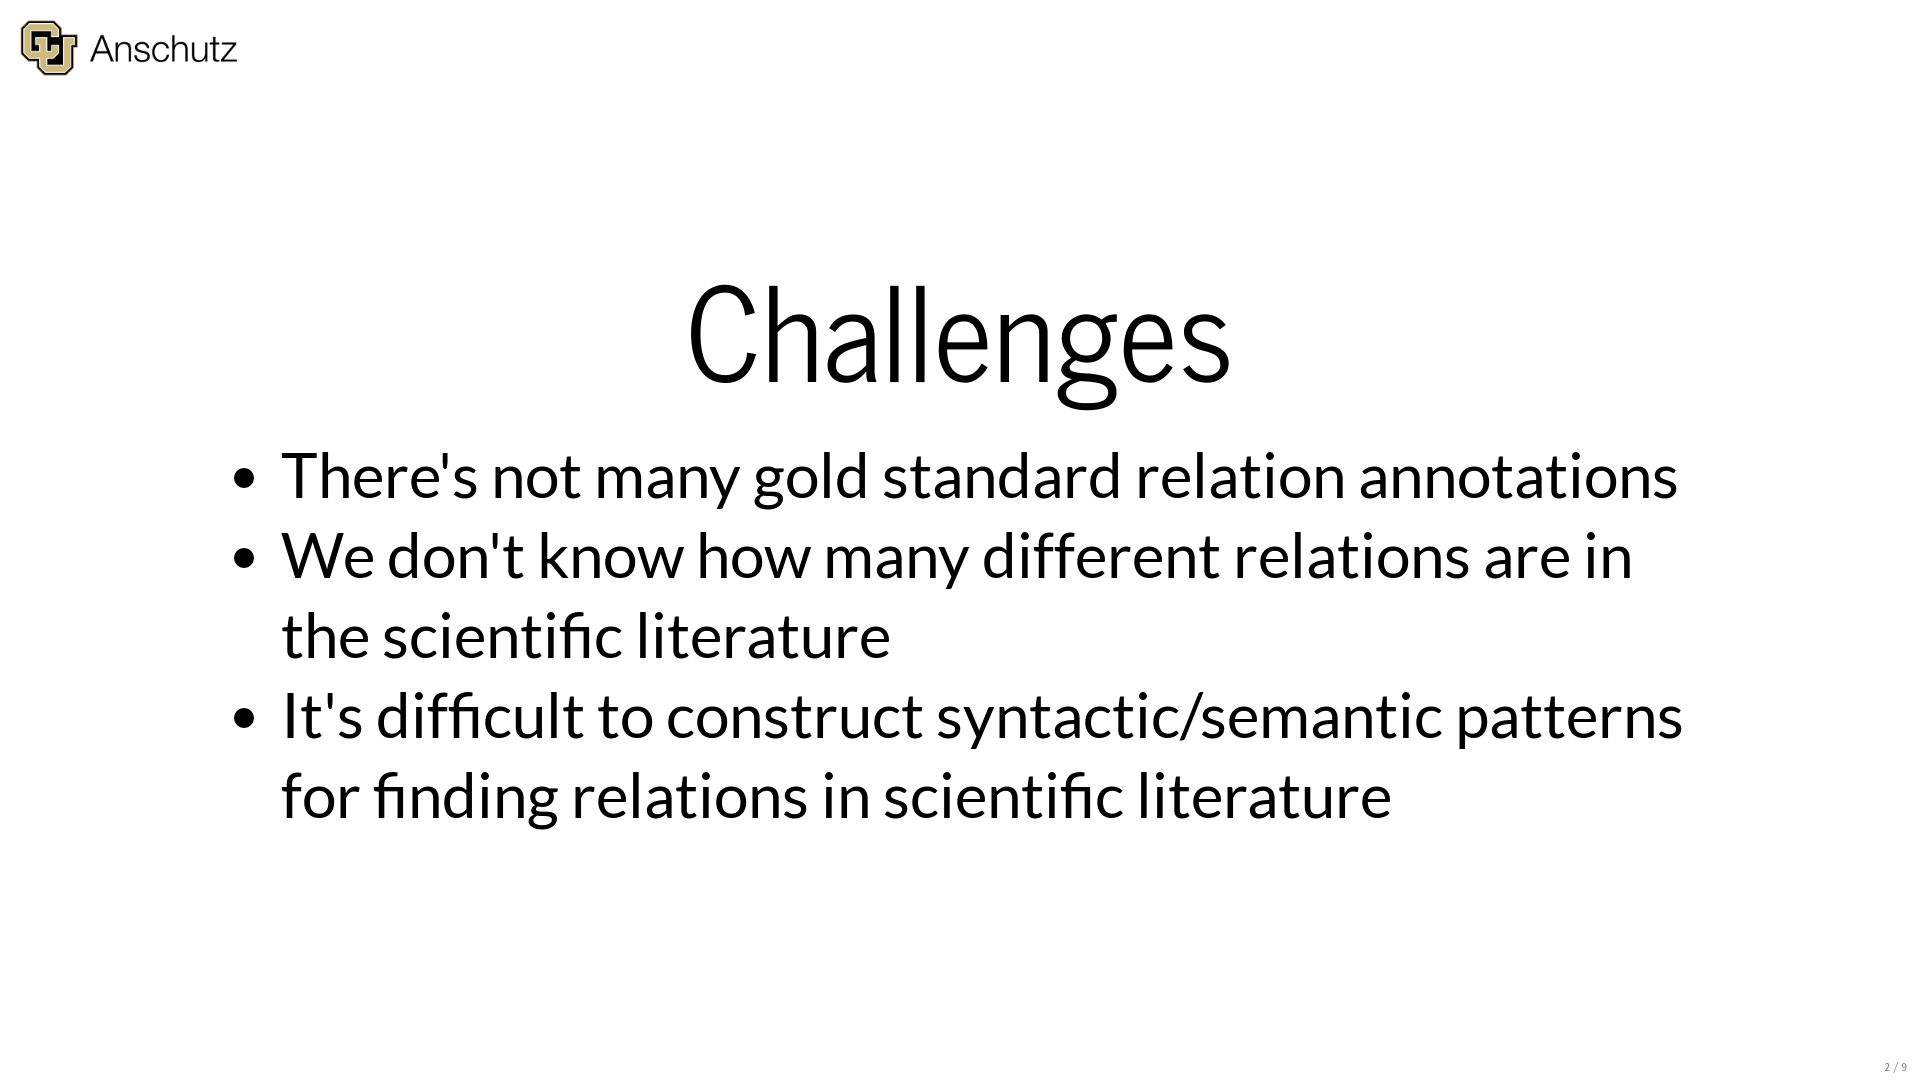 CU Anschutz
Challenges
• There's not many gold standard relation annotations
• We don't know how many different relations are in
the scientific literature
• It's difficult to construct syntactic/semantic patterns
for finding relations in scientific literature
2 / 9